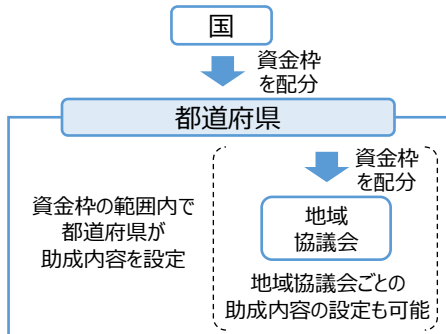 国
資金枠
を配分
都道府県
資金枠
を配分
資金枠の範囲内で
都道府県が
助成内容を設定
地域
協議会
地域協議会ごとの
助成内容の設定も可能